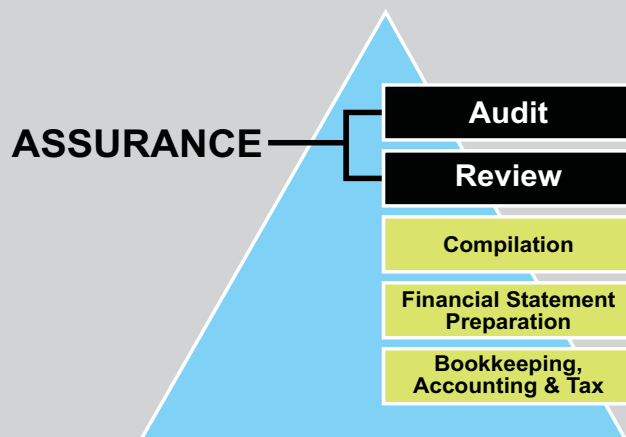 ASSURANCE
Audit
Review
Compilation
Financial Statement
Preparation
Bookkeeping,
Accounting & Tax